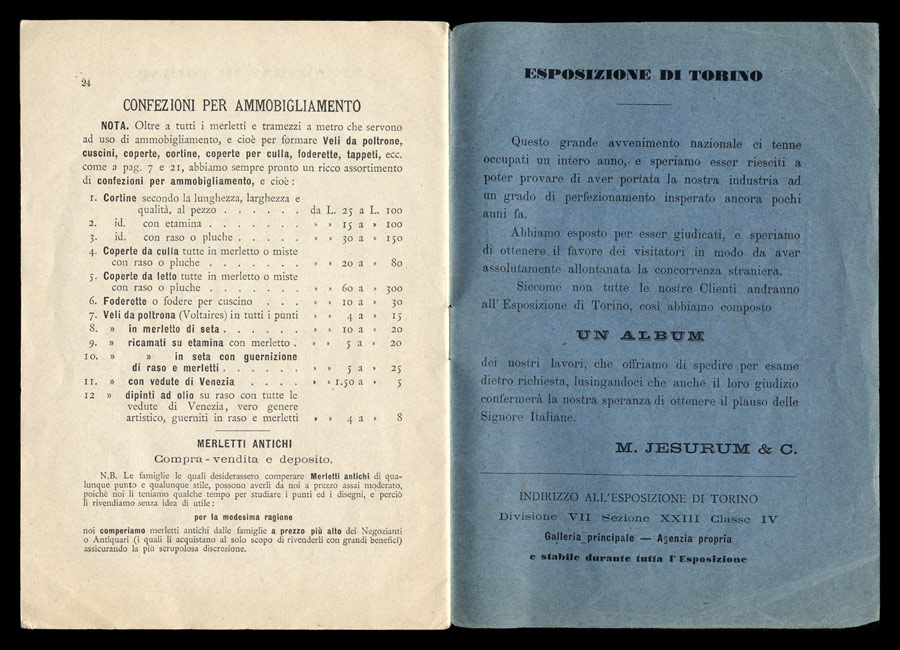 24
CONFEZIONI PER AMMOBIGLIAMENTO
NOTA. Oltre a tutti i merletti e tramezzi a metro che servono
ad uso di ammobigliamento, e cioè per formare Veli da poltrone,
cuscini, coperte, cortine, coperte per culla, foderette, tappeti, ecc.
come a pag. 7 e 21, abbiamo sempre pronto un ricco assortimento
di confezioni per ammobigliamento, e cioè:
1. Cortine secondo la lunghezza, larghezza e
qualità, al pezzo . . . . . . da L. 25 a L. 100
2. id. con etamina . . . . . . . » » 15 a » 100
3. id. con raso o pluche . . . . . » » 30 a » 150
4. Coperte da culla tutte in merletto o miste
con raso o pluche . . . . . . . » » 20 a » 80
5. Coperte da letto tutte in merletto o miste
con raso o pluche . . . . . . . » » 60 a » 300
6. Foderette o fodere per cuscino . . . » » 10 a » 30
7. Veli da poltrona (Voltaires) in tutti i punti » » 4 a » 15
8. » in merletto di seta . . . . . . » » 10 a » 20
9. » ricamati su etamina con merletto . » » 5 a » 20
10. » » in seta con guernizione
di raso e merletti . . . . . » » 5 a » 25
11. » con vedute di Venezia . . . . » » 1.50 a » 5
12 » dipinti ad olio su raso con tutte le
vedute di Venezia, vero genere
artistico, guerniti in raso e merletti » » 4 a » 8
MERLETTI ANTICHI
Compra-vendita e deposito.
N.B. Le famiglie le quali desiderassero comperare Merletti antichi di qua-
lunque punto e qualunque stile, possono averli da noi a prezzo assai moderato,
poichè noi li teniamo qualche tempo per studiare i punti ed i disegni, e perciò
li rivendiamo senza idea di utile:
per la medesima ragione
noi comperiamo merletti antichi dalle famiglie a prezzo più alto dei Negozianti
o Antiquari (i quali li acquistano al solo scopo di rivenderli con grandi benefici)
assicurando la più scrupolosa discrezione.
ESPOSIZIONE DI TORINO
Questo grande avvenimento nazionale ci tenne
occupati un intero anno, e speriamo esser riesciti a
poter provare di aver portata la nostra industria ad
un grado di perfezionamento insperato ancora pochi
anni fa.
Abbiamo esposto per esser giudicati, e speriamo
di ottenere il favore dei visitatori in modo da aver
assolutamente allontanata la concorrenza straniera.
Siccome non tutte le nostre Clienti andranno
all'Esposizione di Torino, così abbiamo composto
UN ALBUM
dei nostri lavori, che offriamo di spedire per esame
dietro richiesta, lusingandoci che anche il loro giudizio
confermerà la nostra speranza di ottenere il plauso delle
Signore Italiane.
M. JESURUM & C.
INDIRIZZO ALL'ESPOSIZIONE DI TORINO
Divisione VII Sezione XXIII Classe IV
Galleria principale — Agenzia propria
e stabile durante tutta l'Esposizione